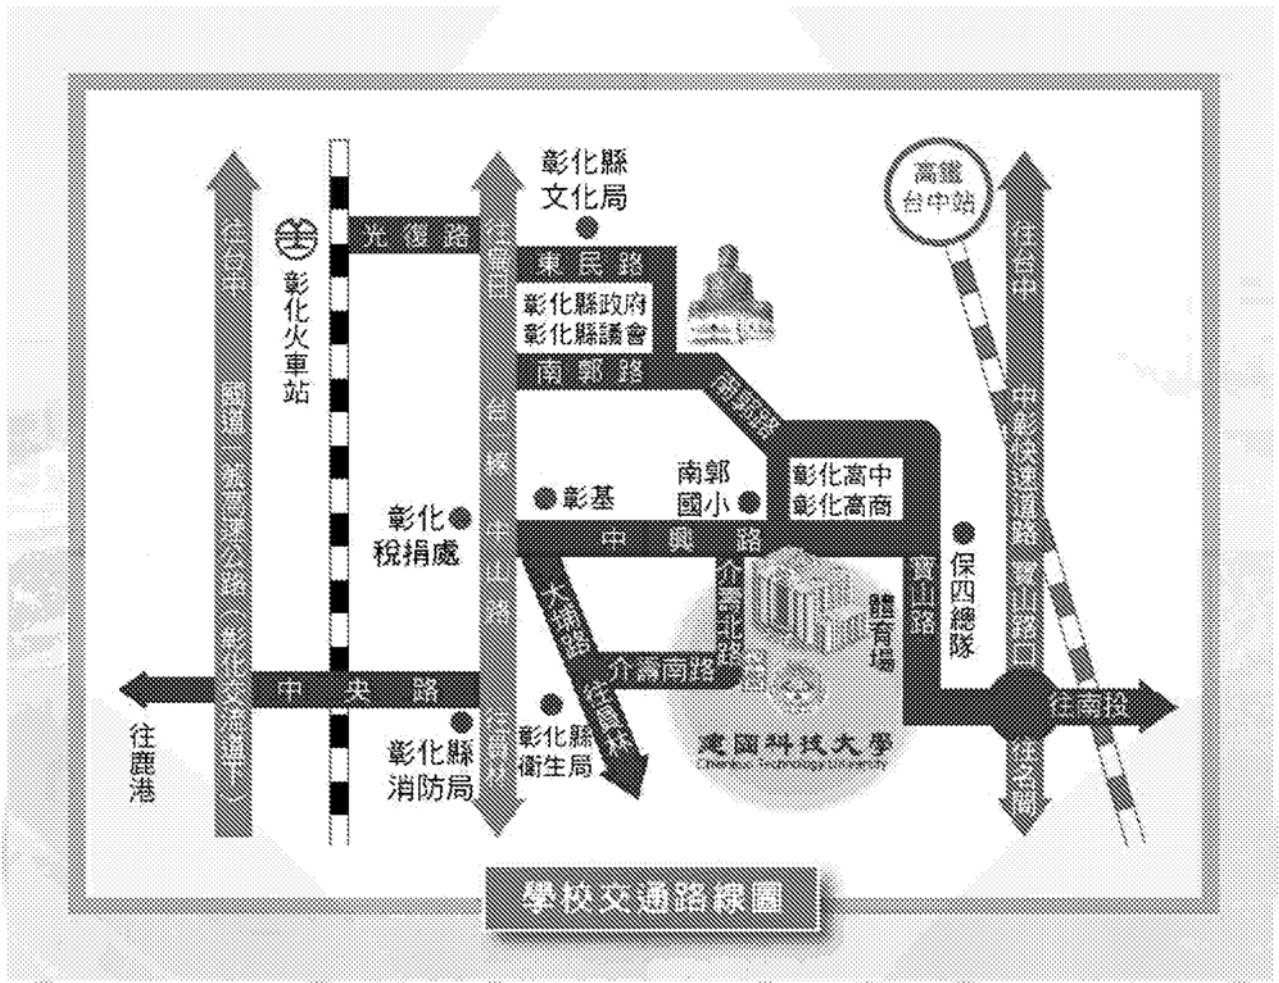 彰化縣
文化局
高鐵
台中站
往台中
光復路
往莿桐
東民路
彰化縣政府
彰化縣議會
彰化火車站
南郭路
南郭路
國道一號高速公路(彰化交流道下)
中彰快速道路 寶山路口
往台中
彰化高中
彰化高商
南郭
國小
彰基
彰化
稅捐處
中山路
中興路
大埔路
介壽北路
介壽南路
寶山路
體育場
保四總隊
往員林
中央路
往南投
往名間
往鹿港
彰化縣
消防局
彰化縣
衛生局
建國科技大學
Chienkuo Technology University
學校交通路線圖